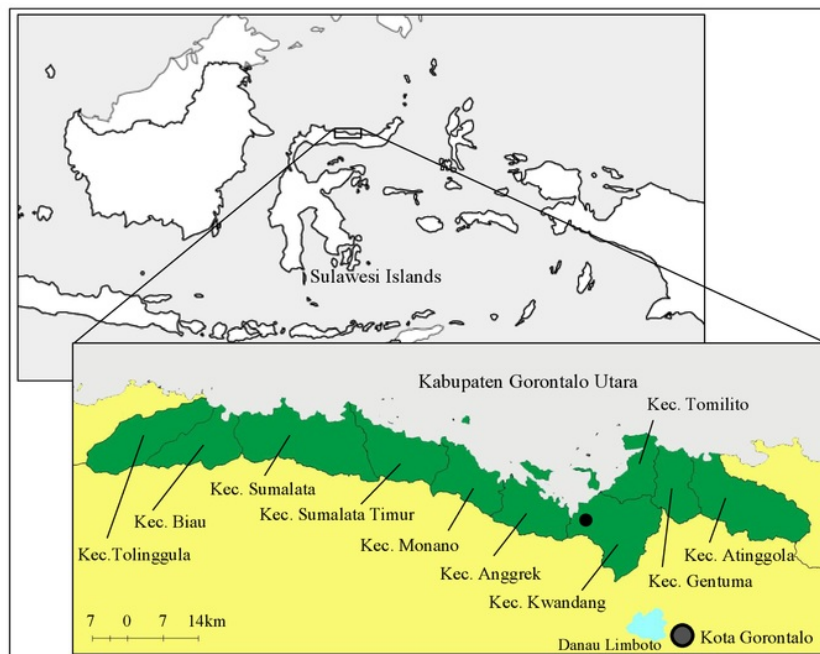 Sulawesi Islands
Kabupaten Gorontalo Utara
Kec. Tomilito
Kec. Sumalata
Kec. Biau
Kec. Sumalata Timur
Kec.Tolinggula
Kec. Monano
Kec. Atinggola
Kec. Anggrek
Kec. Gentuma
Kec. Kwandang
7 0 7 14km
Danau Limboto
Kota Gorontalo